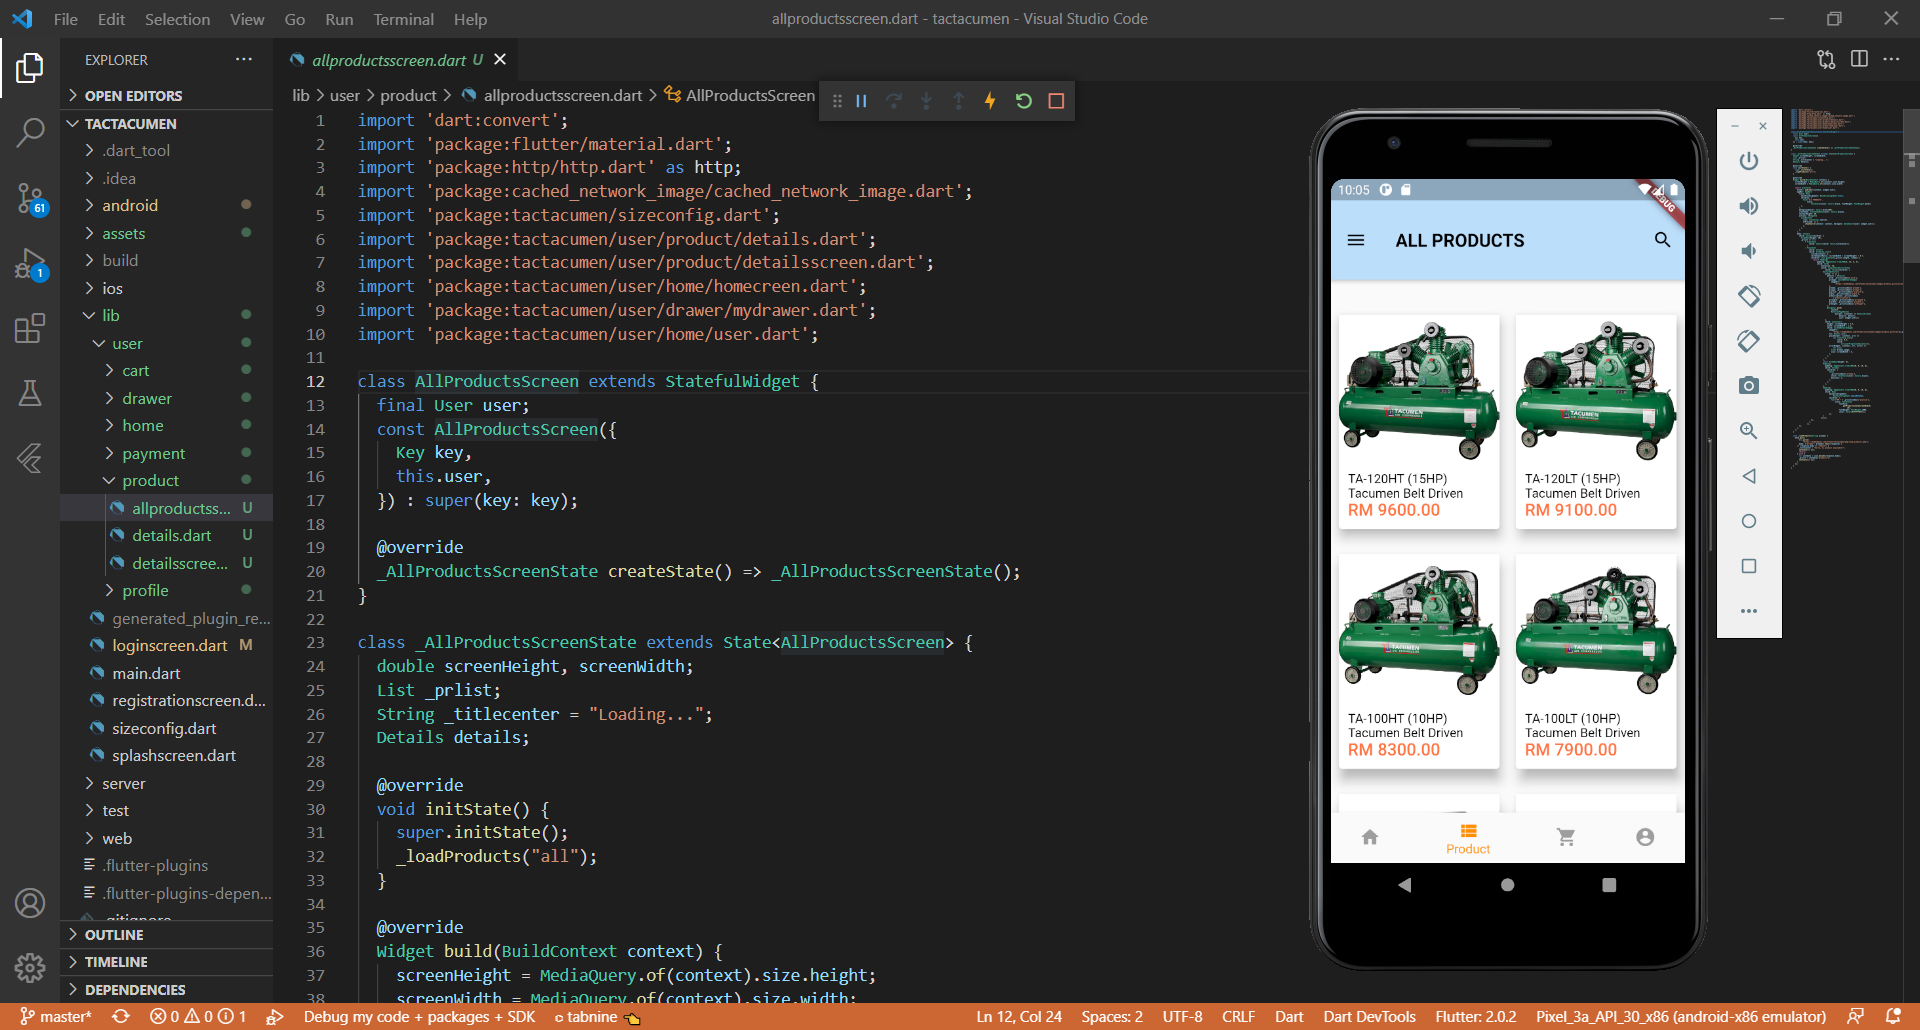 File Edit Selection View Go Run Terminal Help
allproductsscreen.dart - tactacumen - Visual Studio Code
EXPLORER
OPEN EDITORS
TACTACUMEN
.dart_tool
.idea
android
assets
build
ios
lib
user
cart
drawer
home
payment
product
allproductss... U
details.dart U
detailsscree... U
profile
generated_plugin_re...
loginscreen.dart M
main.dart
registrationscreen.d...
sizeconfig.dart
splashscreen.dart
server
test
web
.flutter-plugins
.flutter-plugins-depen...
.gitignore
OUTLINE
TIMELINE
DEPENDENCIES
61
1
allproductsscreen.dart U
lib > user > product > allproductsscreen.dart > AllProductsScreen
1 import 'dart:convert';
2 import 'package:flutter/material.dart';
3 import 'package:http/http.dart' as http;
4 import 'package:cached_network_image/cached_network_image.dart';
5 import 'package:tactacumen/sizeconfig.dart';
6 import 'package:tactacumen/user/product/details.dart';
7 import 'package:tactacumen/user/product/detailsscreen.dart';
8 import 'package:tactacumen/user/home/homecreen.dart';
9 import 'package:tactacumen/user/drawer/mydrawer.dart';
10 import 'package:tactacumen/user/home/user.dart';
11
12 class AllProductsScreen extends StatefulWidget {
13 final User user;
14 const AllProductsScreen({
15 Key key,
16 this.user,
17 }) : super(key: key);
18
19 @override
20 _AllProductsScreenState createState() => _AllProductsScreenState();
21 }
22
23 class _AllProductsScreenState extends State<AllProductsScreen> {
24 double screenHeight, screenWidth;
25 List _prlist;
26 String _titlecenter = "Loading...";
27 Details details;
28
29 @override
30 void initState() {
31 super.initState();
32 _loadProducts("all");
33 }
34
35 @override
36 Widget build(BuildContext context) {
37 screenHeight = MediaQuery.of(context).size.height;
38 screenWidth = MediaQuery.of(context).size.width;
10:05
ALL PRODUCTS
TACUMEN
TACUMEN
TA-120HT (15HP)
Tacumen Belt Driven
RM 9600.00
TA-120LT (15HP)
Tacumen Belt Driven
RM 9100.00
TACUMEN
TACUMEN
TA-100HT (10HP)
Tacumen Belt Driven
RM 8300.00
TA-100LT (10HP)
Tacumen Belt Driven
RM 7900.00
Product
master* 0 0 1 Debug my code + packages + SDK tabnine
Ln 12, Col 24 Spaces: 2 UTF-8 CRLF Dart Dart DevTools Flutter: 2.0.2 Pixel_3a_API_30_x86 (android-x86 emulator)